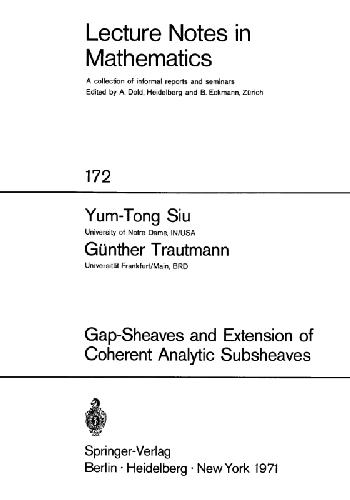 Lecture Notes in
Mathematics
A collection of informal reports and seminars
Edited by A. Dold, Heidelberg and B. Eckmann, Zürich
172
Yum-Tong Siu
University of Notre Dame, IN/USA
Günther Trautmann
Universität Frankfurt/Main, BRD
Gap-Sheaves and Extension of
Coherent Analytic Subsheaves
Springer-Verlag
Berlin · Heidelberg · New York 1971